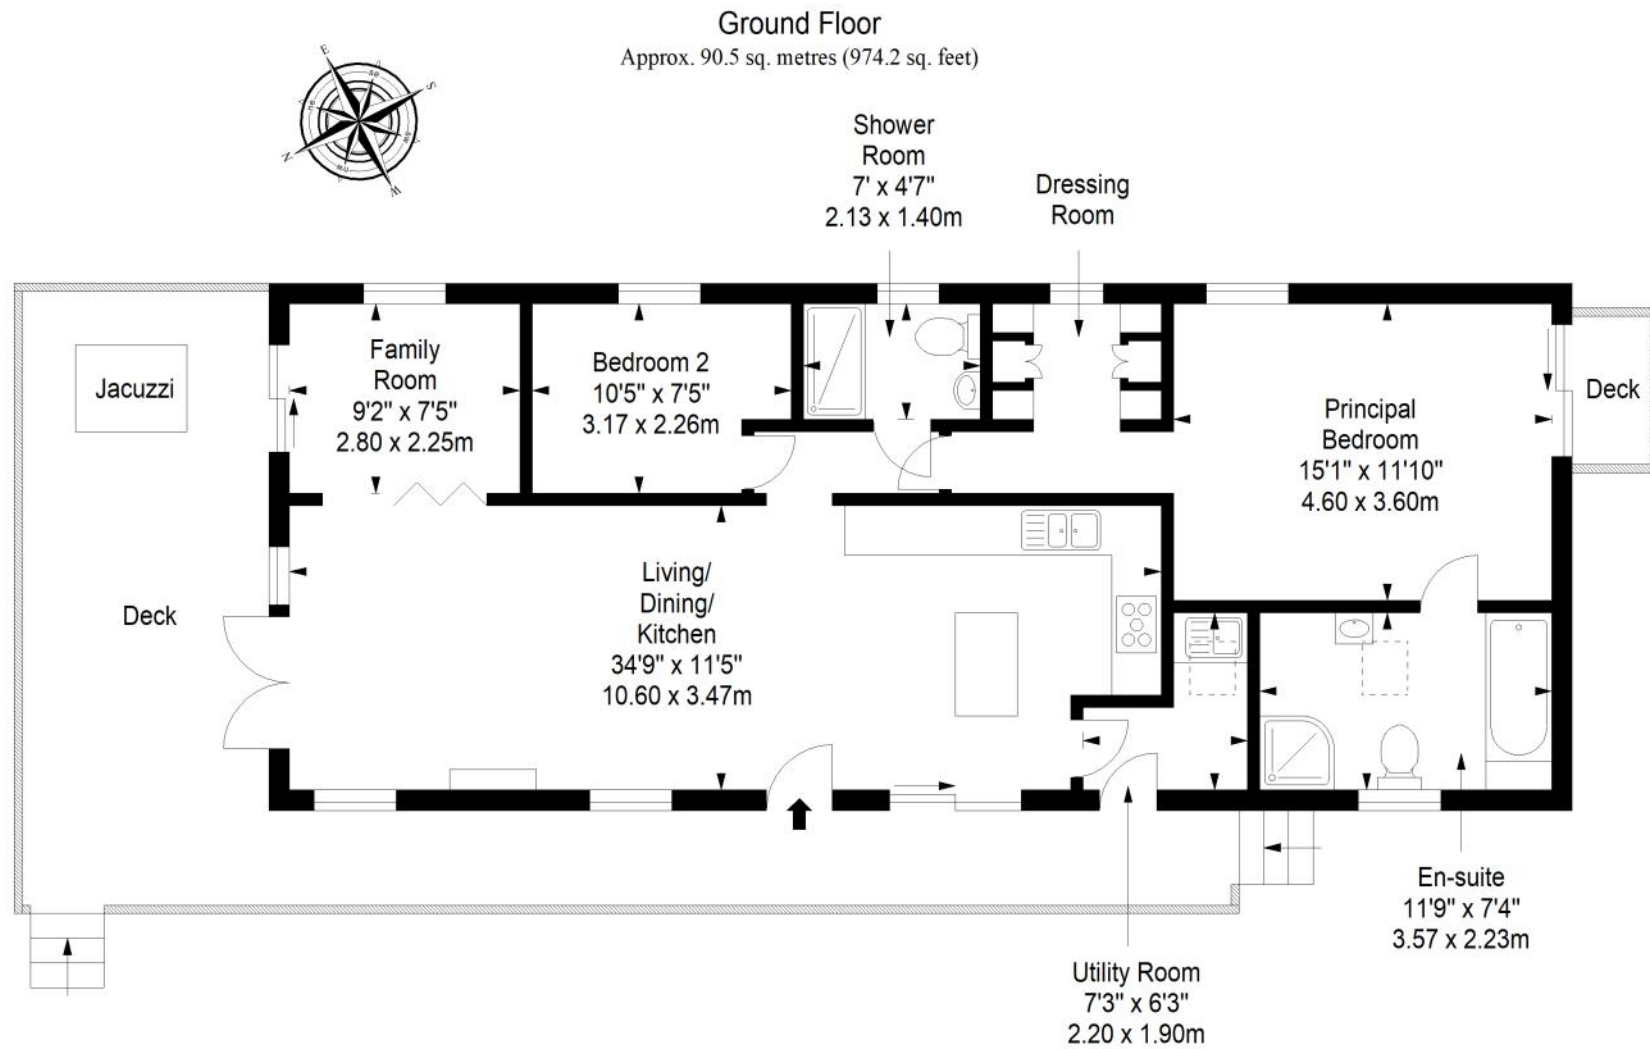 Ground Floor
Approx. 90.5 sq. metres (974.2 sq. feet)
E
se
S
ne
sw
N
nw
W
Shower
Room
7' x 4'7"
2.13 x 1.40m
Dressing
Room
Jacuzzi
Family
Room
9'2" x 7'5"
2.80 x 2.25m
Bedroom 2
10'5" x 7'5"
3.17 x 2.26m
Principal
Bedroom
15'1" x 11'10"
4.60 x 3.60m
Deck
Deck
Living/
Dining/
Kitchen
34'9" x 11'5"
10.60 x 3.47m
En-suite
11'9" x 7'4"
3.57 x 2.23m
Utility Room
7'3" x 6'3"
2.20 x 1.90m